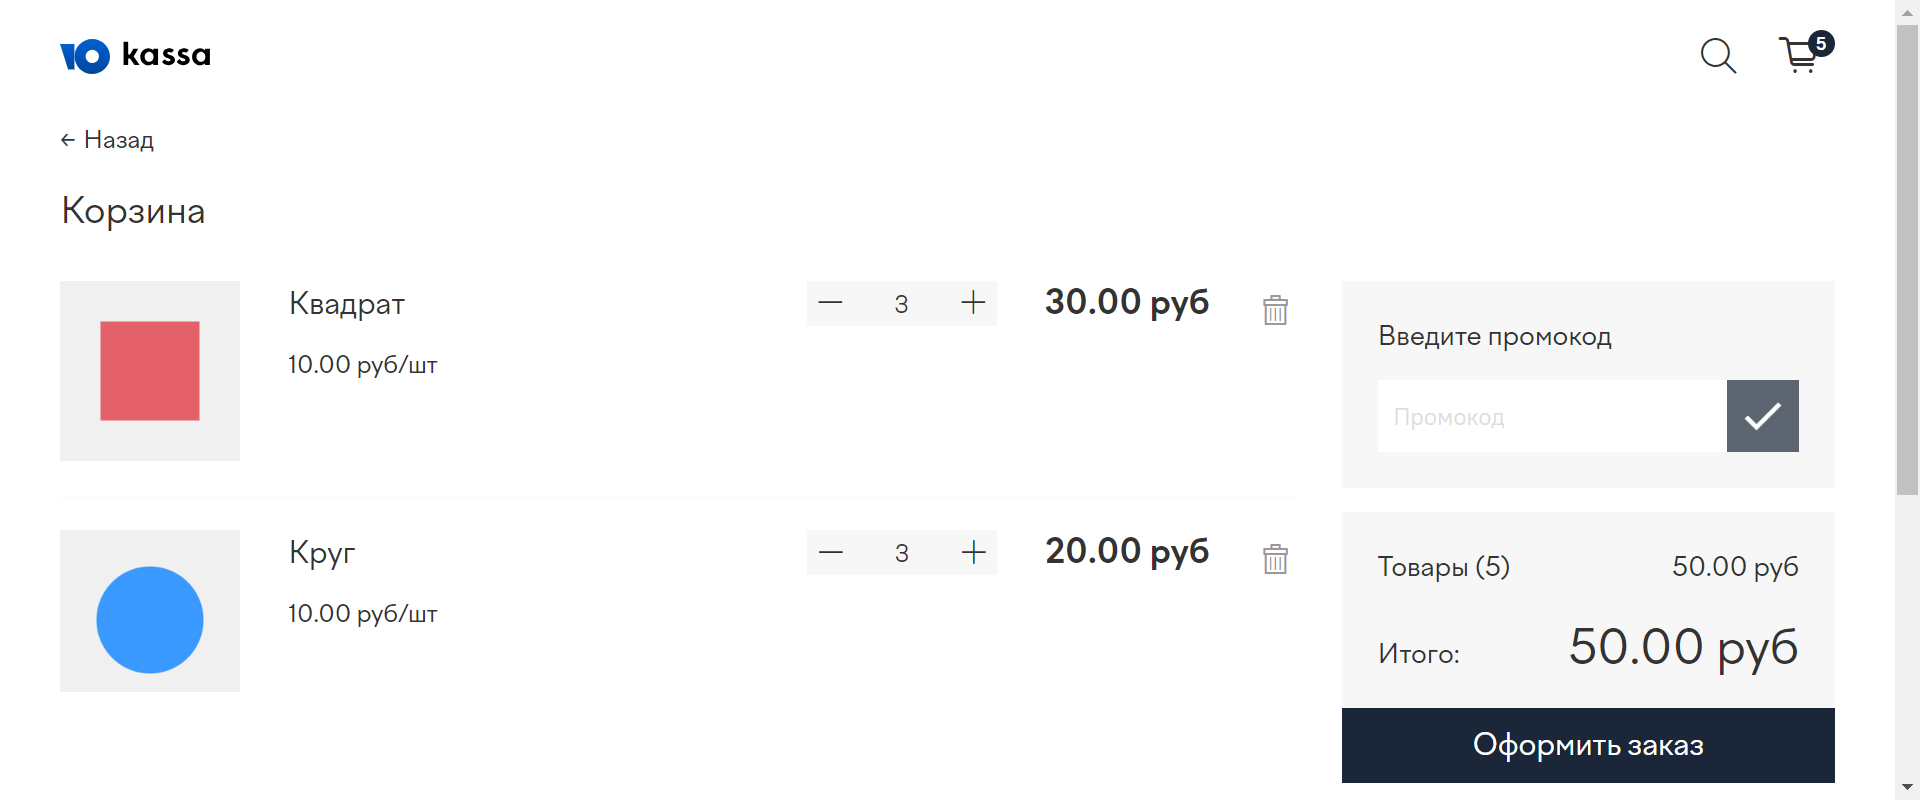 Ю kassa
5
← Назад
Корзина
Квадрат
3
30.00 руб
10.00 руб/шт
Введите промокод
Промокод
Круг
3
20.00 руб
10.00 руб/шт
Товары (5)
50.00 руб
Итого:
50.00 руб
Оформить заказ